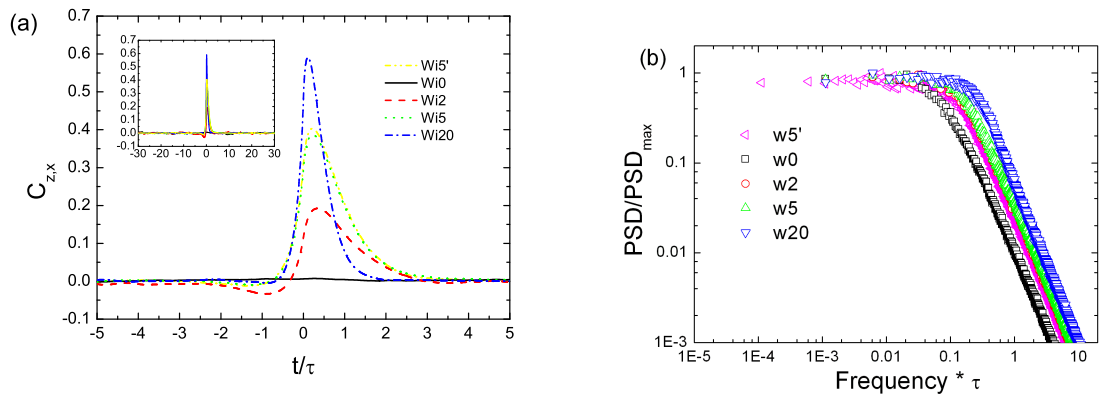 (a)
0.7
0.6
0.5
0.4
0.3
0.2
0.1
0.0
-0.1
C z,x
-5 -4 -3 -2 -1 0 1 2 3 4 5
t/τ
0.7
0.6
0.5
0.4
0.3
0.2
0.1
0.0
-0.1
-30 -20 -10 0 10 20 30
Wi5'
Wi0
Wi2
Wi5
Wi20
(b)
1
0.1
0.01
1E-3
PSD/PSDmax
1E-5 1E-4 1E-3 0.01 0.1 1 10
Frequency * τ
w5'
w0
w2
w5
w20